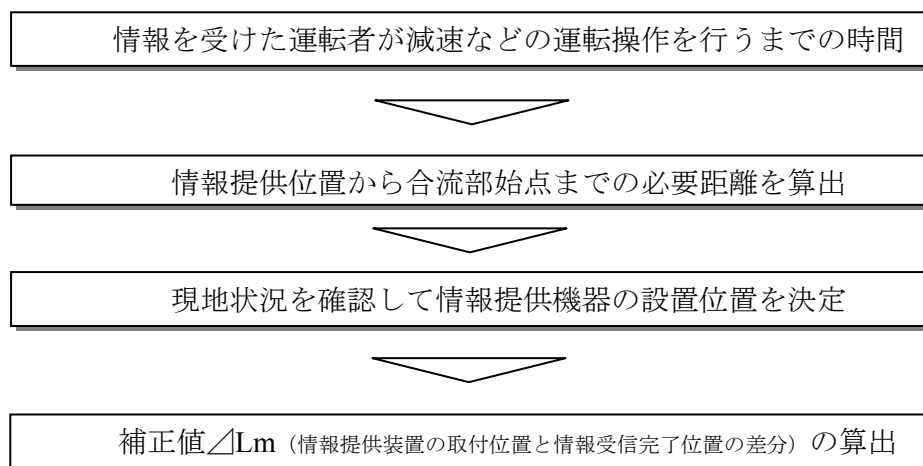 情報を受けた運転者が減速などの運転操作を行うまでの時間
情報提供位置から合流部始点までの必要距離を算出
現地状況を確認して情報提供機器の設置位置を決定
補正値⊿Lm（情報提供装置の取付位置と情報受信完了位置の差分）の算出